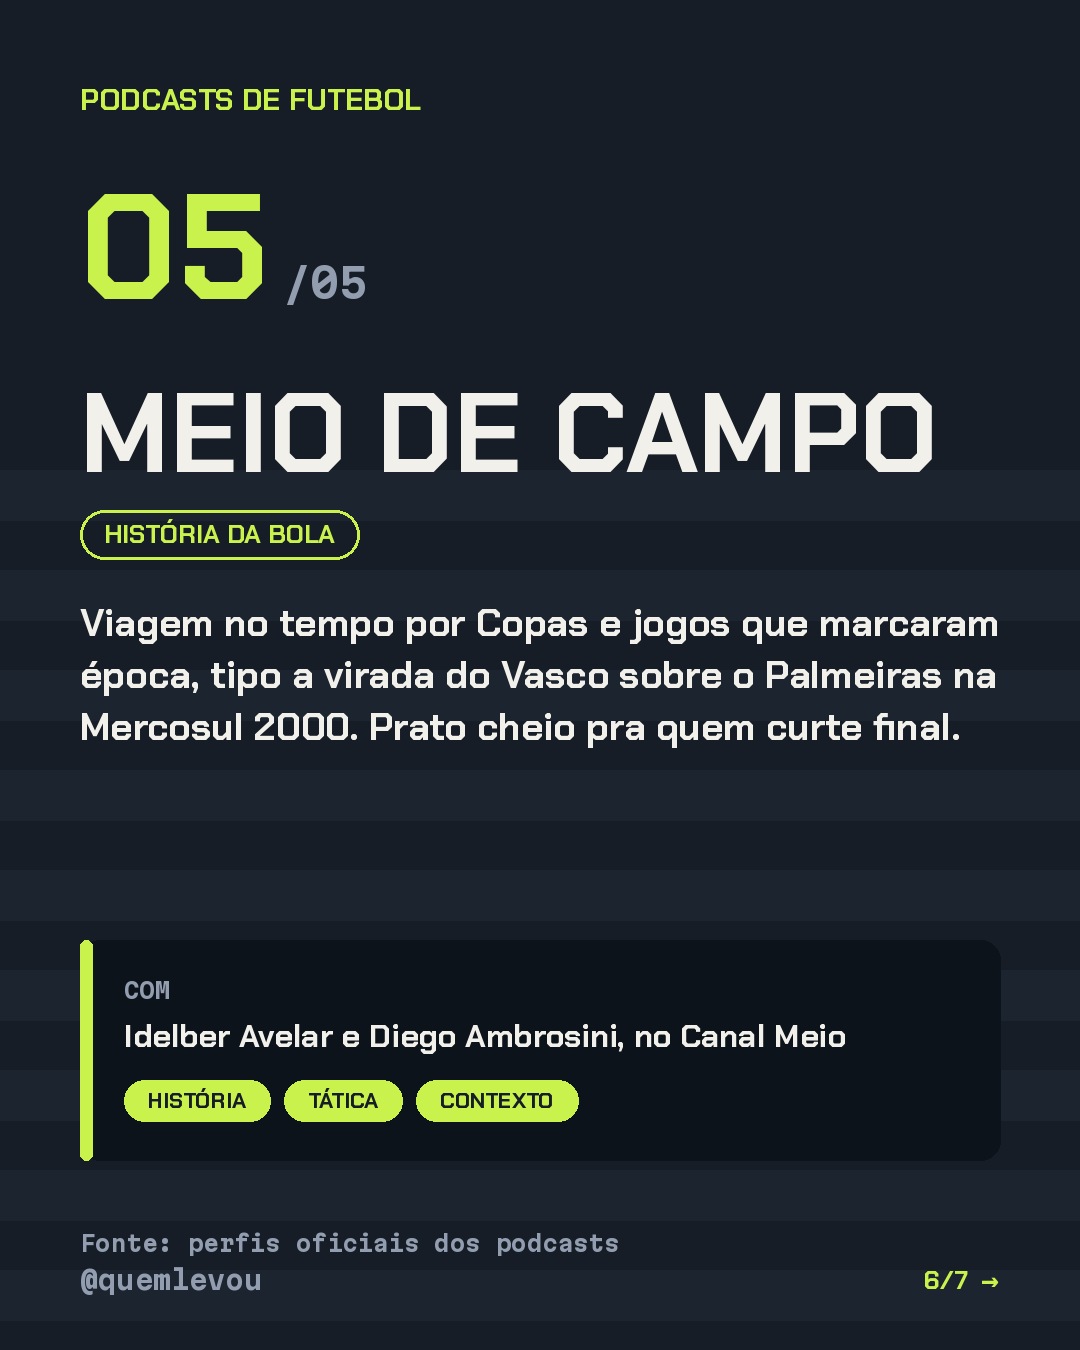 PODCASTS DE FUTEBOL
05 /05
MEIO DE CAMPO
HISTÓRIA DA BOLA
Viagem no tempo por Copas e jogos que marcaram
época, tipo a virada do Vasco sobre o Palmeiras na
Mercosul 2000. Prato cheio pra quem curte final.
COM
Idelber Avelar e Diego Ambrosini, no Canal Meio
HISTÓRIA TÁTICA CONTEXTO
Fonte: perfis oficiais dos podcasts
@quemlevou 6/7 →